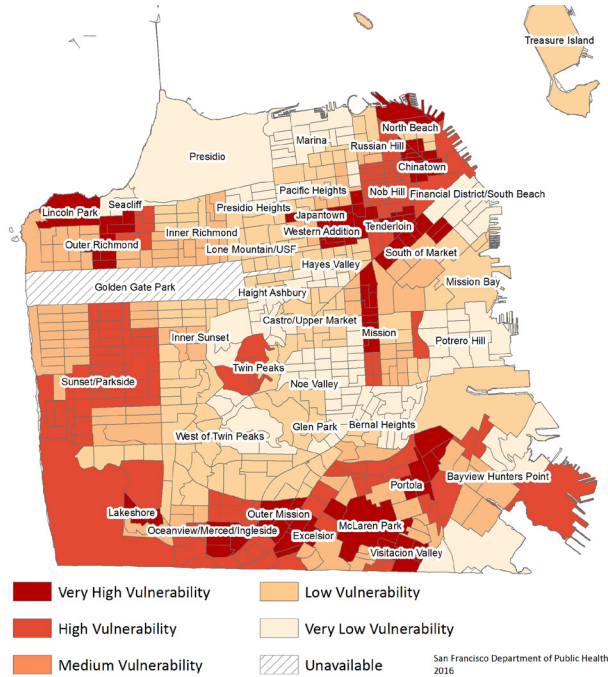 Treasure Island
North Beach
Marina
Russian Hill
Presidio
Chinatown
Pacific Heights
Nob Hill
Financial District/South Beach
Seacliff
Lincoln Park
Presidio Heights
Japantown
Outer Richmond
Inner Richmond
Western Addition
Tenderloin
Lone Mountain/USF
South of Market
Hayes Valley
Golden Gate Park
Haight Ashbury
Mission Bay
Castro/Upper Market
Inner Sunset
Mission
Potrero Hill
Twin Peaks
Sunset/Parkside
Noe Valley
West of Twin Peaks
Glen Park
Bernal Heights
Portola
Bayview Hunters Point
Lakeshore
Outer Mission
Oceanview/Merced/Ingleside
McLaren Park
Excelsior
Visitacion Valley
Very High Vulnerability
Low Vulnerability
High Vulnerability
Very Low Vulnerability
Medium Vulnerability
Unavailable
San Francisco Department of Public Health
2016